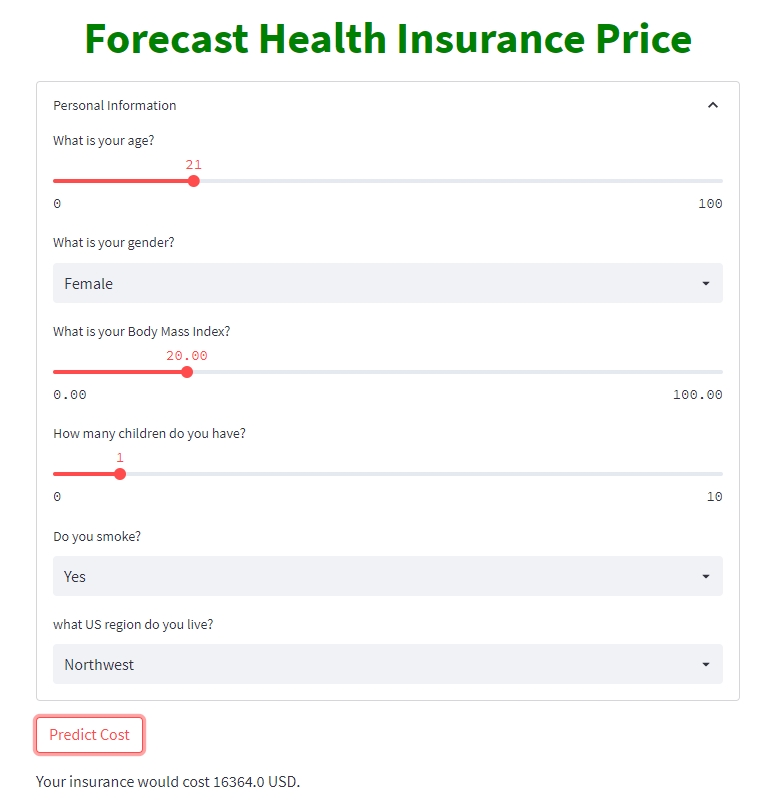 Forecast Health Insurance Price
Personal Information
What is your age?
21
0 100
What is your gender?
Female
What is your Body Mass Index?
20.00
0.00 100.00
How many children do you have?
1
0 10
Do you smoke?
Yes
what US region do you live?
Northwest
Predict Cost
Your insurance would cost 16364.0 USD.